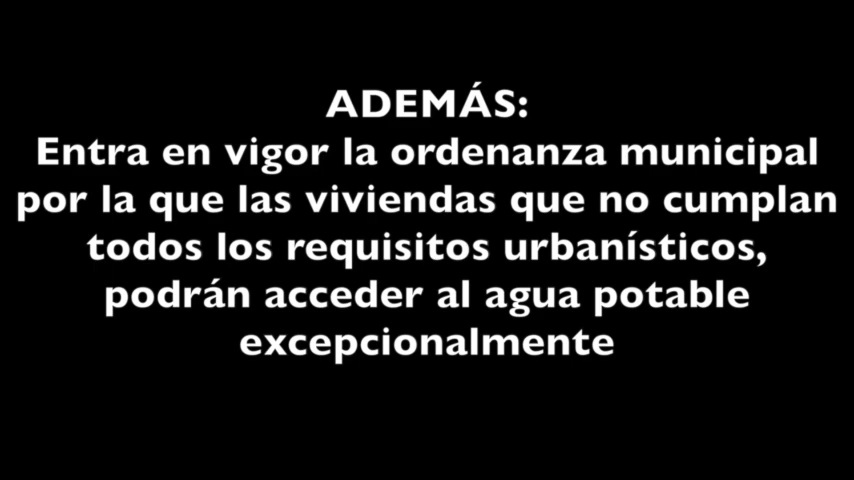 ADEMÁS:
Entra en vigor la ordenanza municipal
por la que las viviendas que no cumplan
todos los requisitos urbanísticos,
podrán acceder al agua potable
excepcionalmente